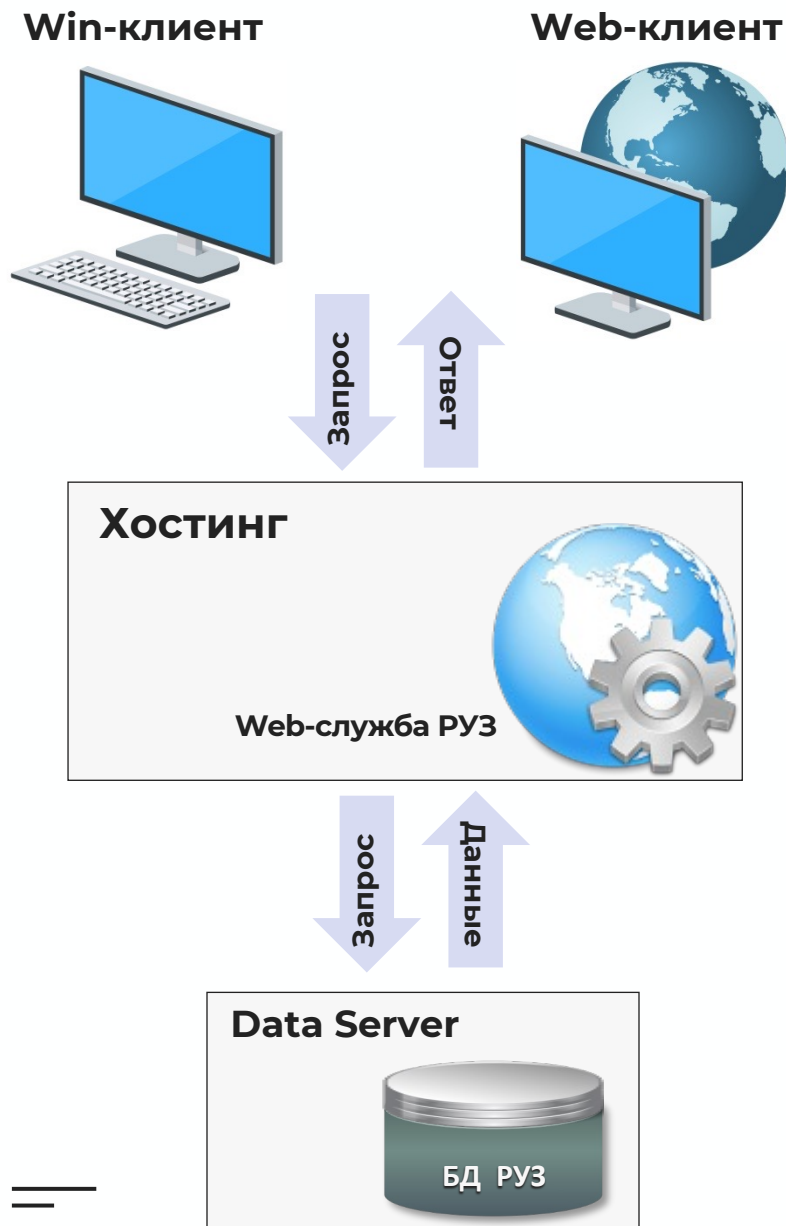 Win-клиент
Web-клиент
Запрос
Ответ
Хостинг
Web-служба РУЗ
Запрос
Данные
Data Server
БД РУЗ